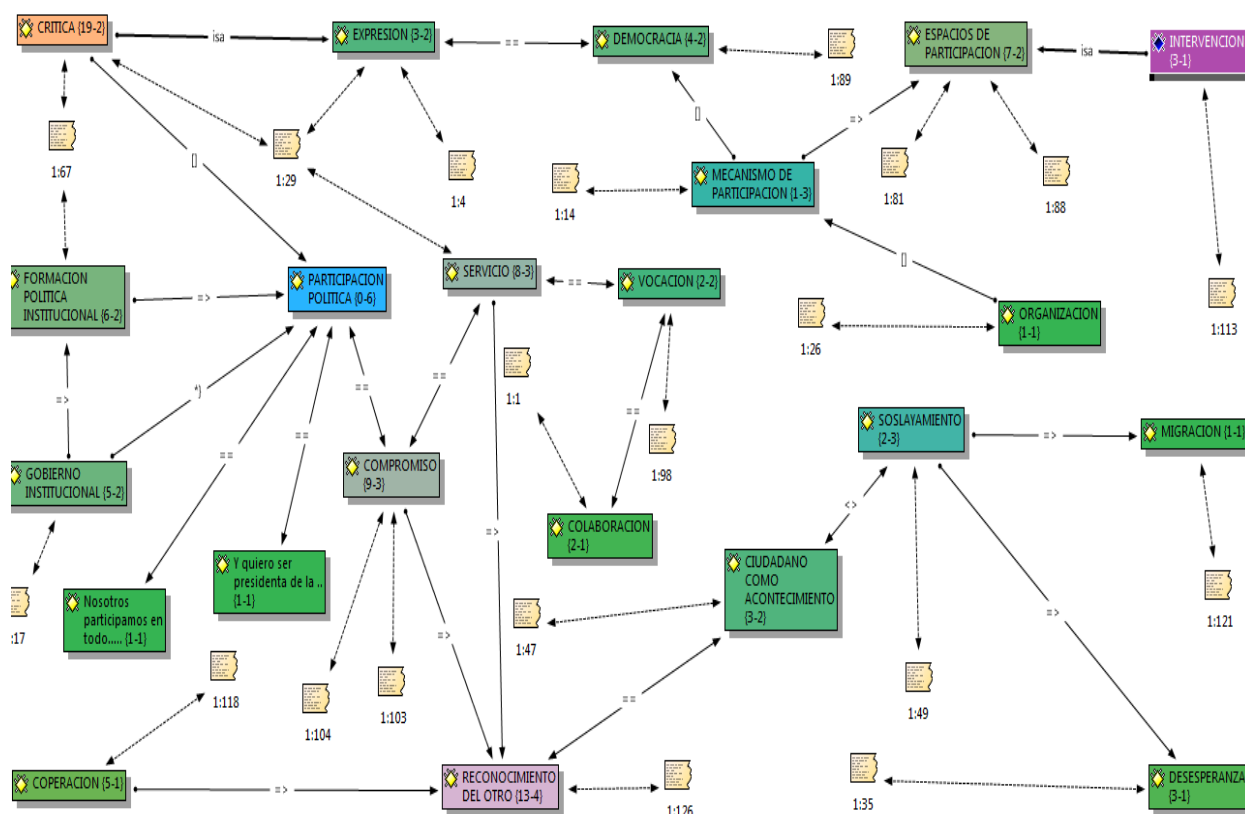 CRITICA {19-2}
isa
EXPRESION {3-2}
==
DEMOCRACIA {4-2}
1:89
ESPACIOS DE
PARTICIPACION {7-2}
isa
INTERVENCION
{3-1}
1:67
[]
1:29
1:4
1:14
[]
=>
MECANISMO DE
PARTICIPACION {1-3}
1:81
1:88
[]
FORMACION
POLITICA
INSTITUCIONAL {6-2}
=>
PARTICIPACION
POLITICA {0-6}
SERVICIO {8-3}
==
VOCACION {2-2}
1:26
ORGANIZACION
{1-1}
1:113
=>
*}
==
==
==
==
1:1
==
1:98
GOBIERNO
INSTITUCIONAL {5-2}
COMPROMISO
{9-3}
SOSLAYAMIENTO
{2-3}
=>
MIGRACION {1-1}
:17
Nosotros
participamos en
todo..... {1-1}
Y quiero ser
presidenta de la ..
{1-1}
COLABORACION
{2-1}
=>
<>
CIUDADANO
COMO
ACONTECIMIENTO
{3-2}
=>
1:121
1:118
1:104
1:103
=>
1:47
==
1:49
COPERACION {5-1}
=>
RECONOCIMIENTO
DEL OTRO {13-4}
1:126
1:35
DESESPERANZA
{3-1}